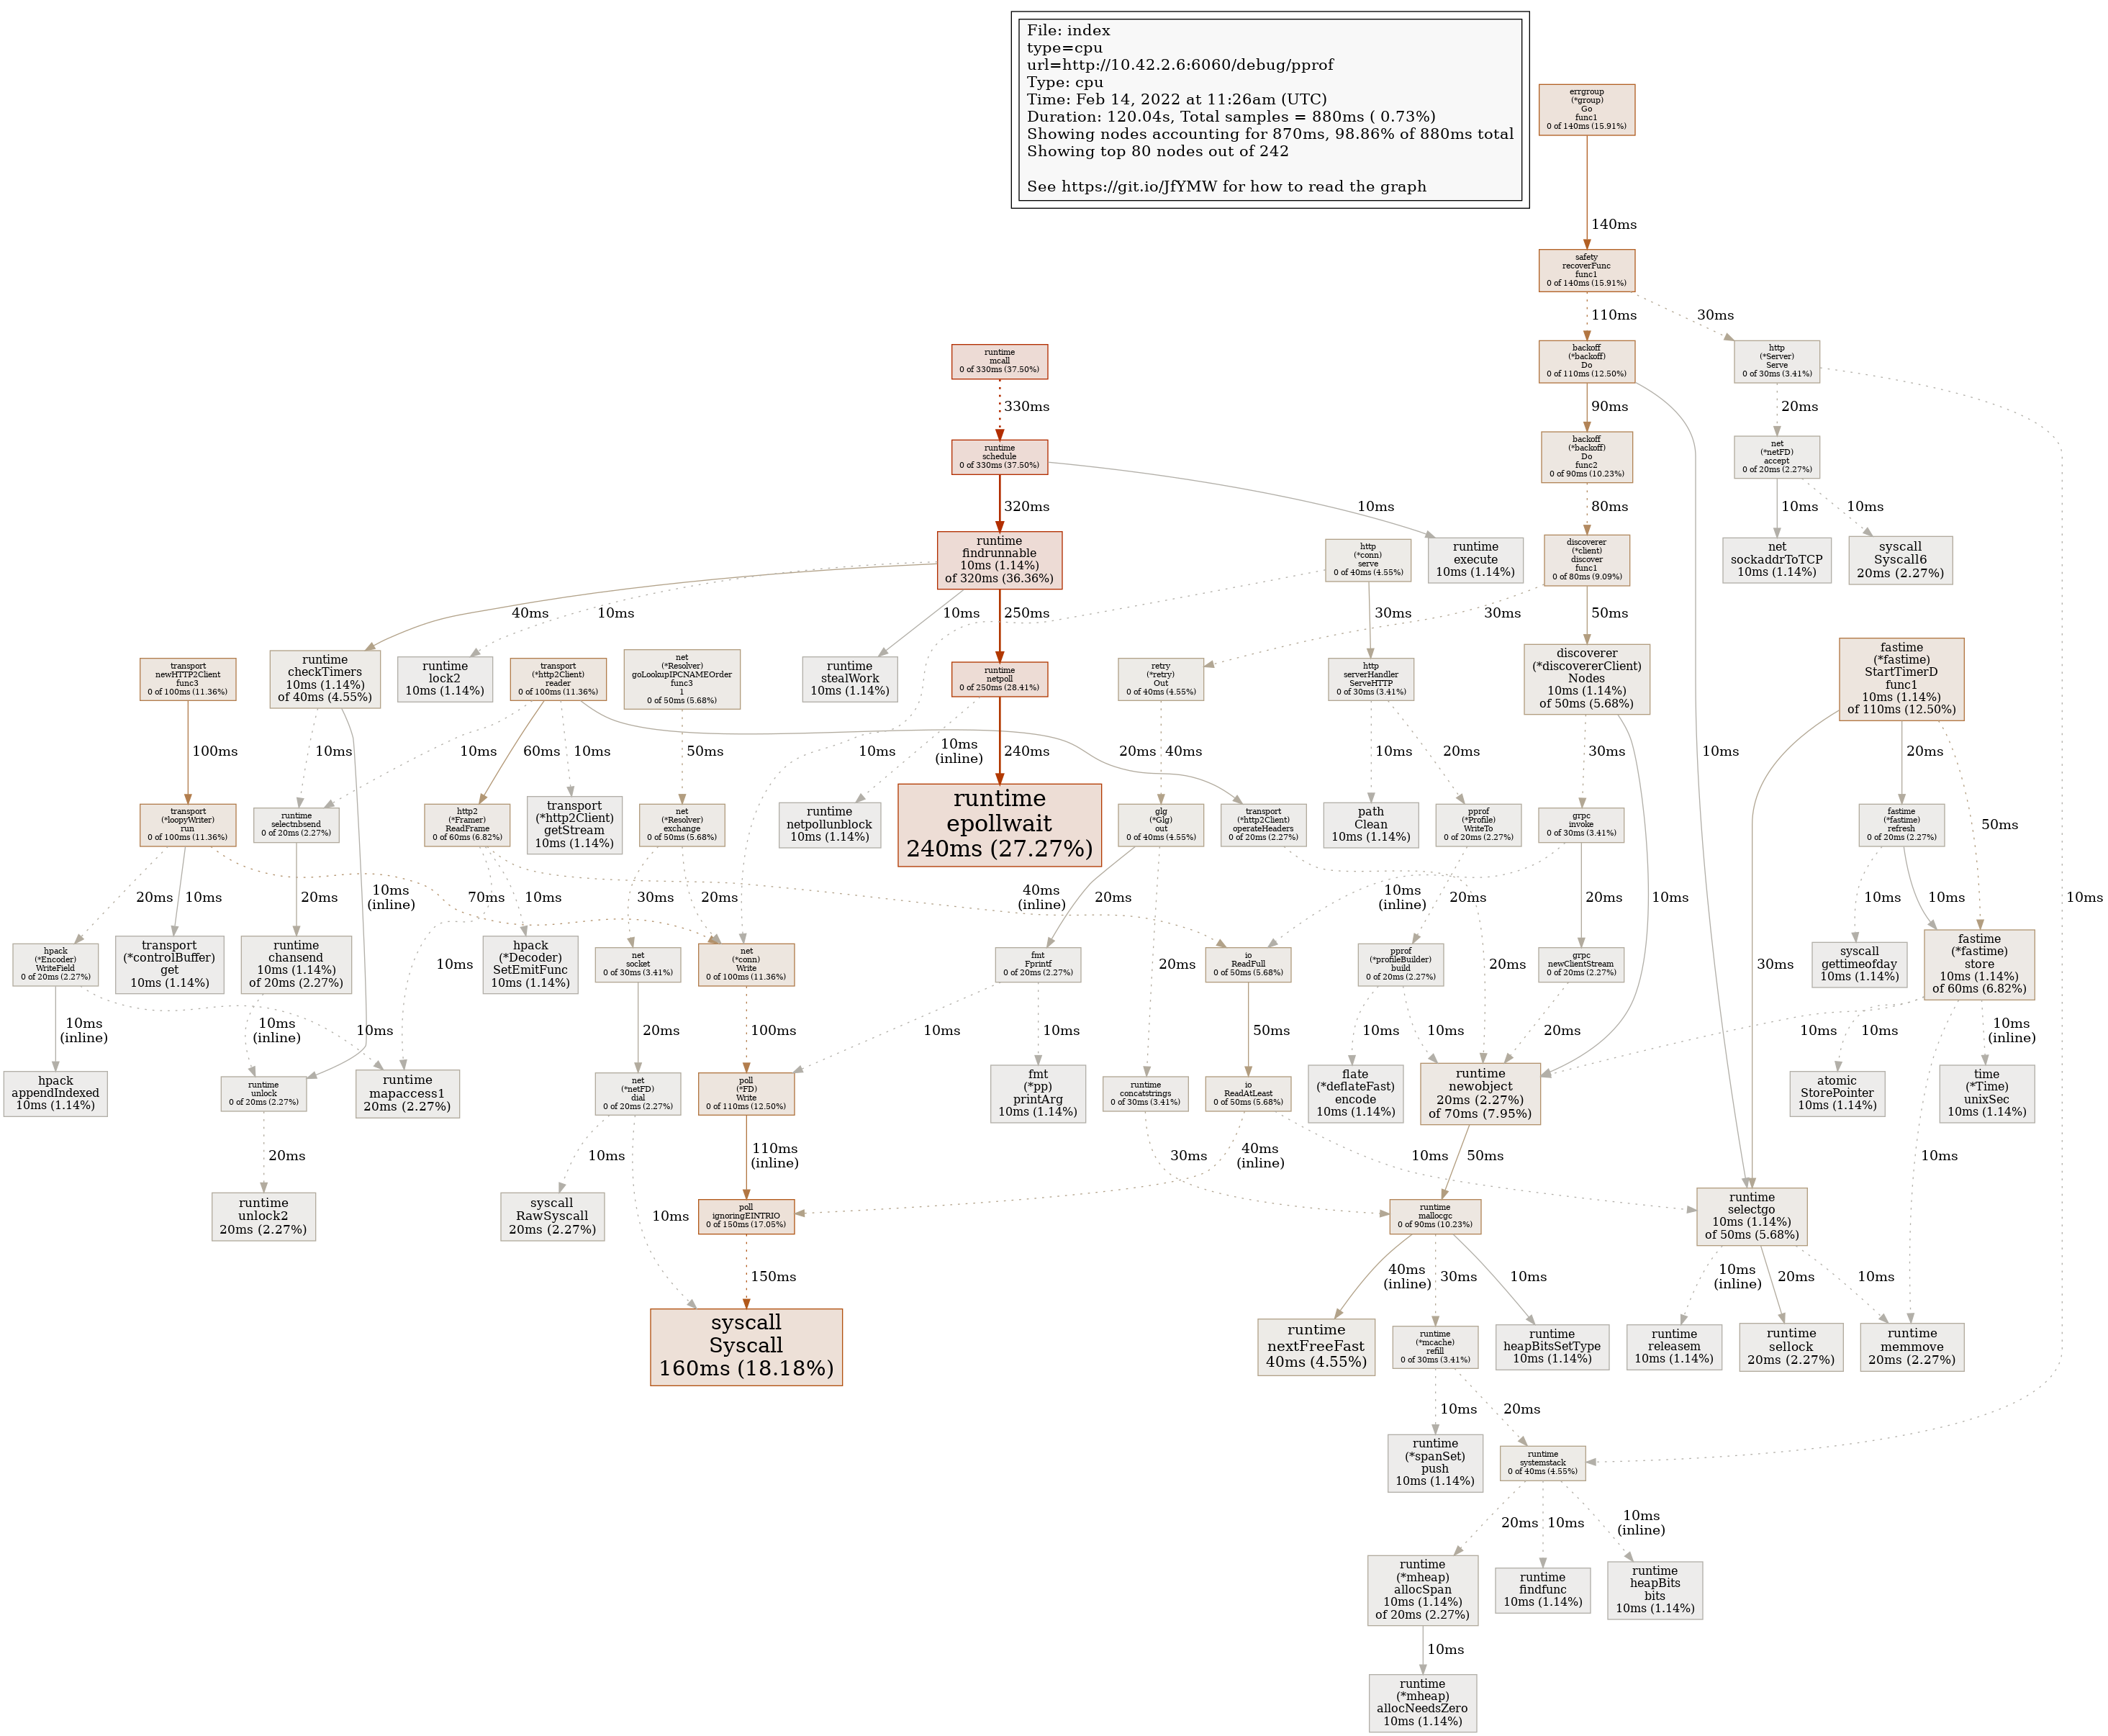 File: index
type=cpu
url=http://10.42.2.6:6060/debug/pprof
Type: cpu
Time: Feb 14, 2022 at 11:26am (UTC)
Duration: 120.04s, Total samples = 880ms ( 0.73%)
Showing nodes accounting for 870ms, 98.86% of 880ms total
Showing top 80 nodes out of 242
See https://git.io/JfYMW for how to read the graph
errgroup
(*group)
Go
func1
0 of 140ms (15.91%)
140ms
safety
recoverFunc
func1
0 of 140ms (15.91%)
110ms
30ms
runtime
mcall
0 of 330ms (37.50%)
backoff
(*backoff)
Do
0 of 110ms (12.50%)
http
(*Server)
Serve
0 of 30ms (3.41%)
330ms
90ms
20ms
runtime
schedule
0 of 330ms (37.50%)
backoff
(*backoff)
Do
func2
0 of 90ms (10.23%)
net
(*netFD)
accept
0 of 20ms (2.27%)
320ms
10ms
80ms
10ms
10ms
runtime
findrunnable
10ms (1.14%)
of 320ms (36.36%)
http
(*conn)
serve
0 of 40ms (4.55%)
runtime
execute
10ms (1.14%)
discoverer
(*client)
discover
func1
0 of 80ms (9.09%)
net
sockaddrToTCP
10ms (1.14%)
syscall
Syscall6
20ms (2.27%)
40ms
10ms
10ms
250ms
30ms
30ms
50ms
transport
newHTTP2Client
func3
0 of 100ms (11.36%)
runtime
checkTimers
10ms (1.14%)
of 40ms (4.55%)
runtime
lock2
10ms (1.14%)
transport
(*http2Client)
reader
0 of 100ms (11.36%)
net
(*Resolver)
goLookupIPCNAMEOrder
func3
1
0 of 50ms (5.68%)
runtime
stealWork
10ms (1.14%)
runtime
netpoll
0 of 250ms (28.41%)
retry
(*retry)
Out
0 of 40ms (4.55%)
http
serverHandler
ServeHTTP
0 of 30ms (3.41%)
discoverer
(*discovererClient)
Nodes
10ms (1.14%)
of 50ms (5.68%)
fastime
(*fastime)
StartTimerD
func1
10ms (1.14%)
of 110ms (12.50%)
100ms
10ms
10ms
60ms
10ms
50ms
10ms
10ms
(inline)
240ms
20ms
40ms
10ms
20ms
30ms
10ms
20ms
transport
(*loopyWriter)
run
0 of 100ms (11.36%)
runtime
selectnbsend
0 of 20ms (2.27%)
http2
(*Framer)
ReadFrame
0 of 60ms (6.82%)
transport
(*http2Client)
getStream
10ms (1.14%)
net
(*Resolver)
exchange
0 of 50ms (5.68%)
runtime
netpollunblock
10ms (1.14%)
runtime
epollwait
240ms (27.27%)
glg
(*Glg)
out
0 of 40ms (4.55%)
transport
(*http2Client)
operateHeaders
0 of 20ms (2.27%)
path
Clean
10ms (1.14%)
pprof
(*Profile)
WriteTo
0 of 20ms (2.27%)
grpc
invoke
0 of 30ms (3.41%)
fastime
(*fastime)
refresh
0 of 20ms (2.27%)
50ms
20ms
10ms
20ms
10ms
(inline)
70ms
10ms
30ms
20ms
40ms
(inline)
20ms
10ms
(inline)
20ms
20ms
10ms
10ms
10ms
10ms
hpack
(*Encoder)
WriteField
0 of 20ms (2.27%)
transport
(*controlBuffer)
get
10ms (1.14%)
runtime
chansend
10ms (1.14%)
of 20ms (2.27%)
10ms
hpack
(*Decoder)
SetEmitFunc
10ms (1.14%)
net
socket
0 of 30ms (3.41%)
net
(*conn)
Write
0 of 100ms (11.36%)
fmt
Fprintf
0 of 20ms (2.27%)
20ms
io
ReadFull
0 of 50ms (5.68%)
pprof
(*profileBuilder)
build
0 of 20ms (2.27%)
20ms
grpc
newClientStream
0 of 20ms (2.27%)
30ms
syscall
gettimeofday
10ms (1.14%)
fastime
(*fastime)
store
10ms (1.14%)
of 60ms (6.82%)
10ms
(inline)
10ms
(inline)
10ms
20ms
100ms
10ms
10ms
50ms
10ms
10ms
20ms
10ms
10ms
10ms
(inline)
hpack
appendIndexed
10ms (1.14%)
runtime
unlock
0 of 20ms (2.27%)
runtime
mapaccess1
20ms (2.27%)
net
(*netFD)
dial
0 of 20ms (2.27%)
poll
(*FD)
Write
0 of 110ms (12.50%)
fmt
(*pp)
printArg
10ms (1.14%)
runtime
concatstrings
0 of 30ms (3.41%)
io
ReadAtLeast
0 of 50ms (5.68%)
flate
(*deflateFast)
encode
10ms (1.14%)
runtime
newobject
20ms (2.27%)
of 70ms (7.95%)
atomic
StorePointer
10ms (1.14%)
time
(*Time)
unixSec
10ms (1.14%)
20ms
10ms
110ms
(inline)
30ms
40ms
(inline)
10ms
50ms
10ms
runtime
unlock2
20ms (2.27%)
syscall
RawSyscall
20ms (2.27%)
10ms
poll
ignoringEINTRIO
0 of 150ms (17.05%)
runtime
mallocgc
0 of 90ms (10.23%)
runtime
selectgo
10ms (1.14%)
of 50ms (5.68%)
150ms
40ms
(inline)
30ms
10ms
10ms
(inline)
20ms
10ms
syscall
Syscall
160ms (18.18%)
runtime
nextFreeFast
40ms (4.55%)
runtime
(*mcache)
refill
0 of 30ms (3.41%)
runtime
heapBitsSetType
10ms (1.14%)
runtime
releasem
10ms (1.14%)
runtime
sellock
20ms (2.27%)
runtime
memmove
20ms (2.27%)
10ms
20ms
runtime
(*spanSet)
push
10ms (1.14%)
runtime
systemstack
0 of 40ms (4.55%)
20ms
10ms
10ms
(inline)
runtime
(*mheap)
allocSpan
10ms (1.14%)
of 20ms (2.27%)
runtime
findfunc
10ms (1.14%)
runtime
heapBits
bits
10ms (1.14%)
10ms
runtime
(*mheap)
allocNeedsZero
10ms (1.14%)